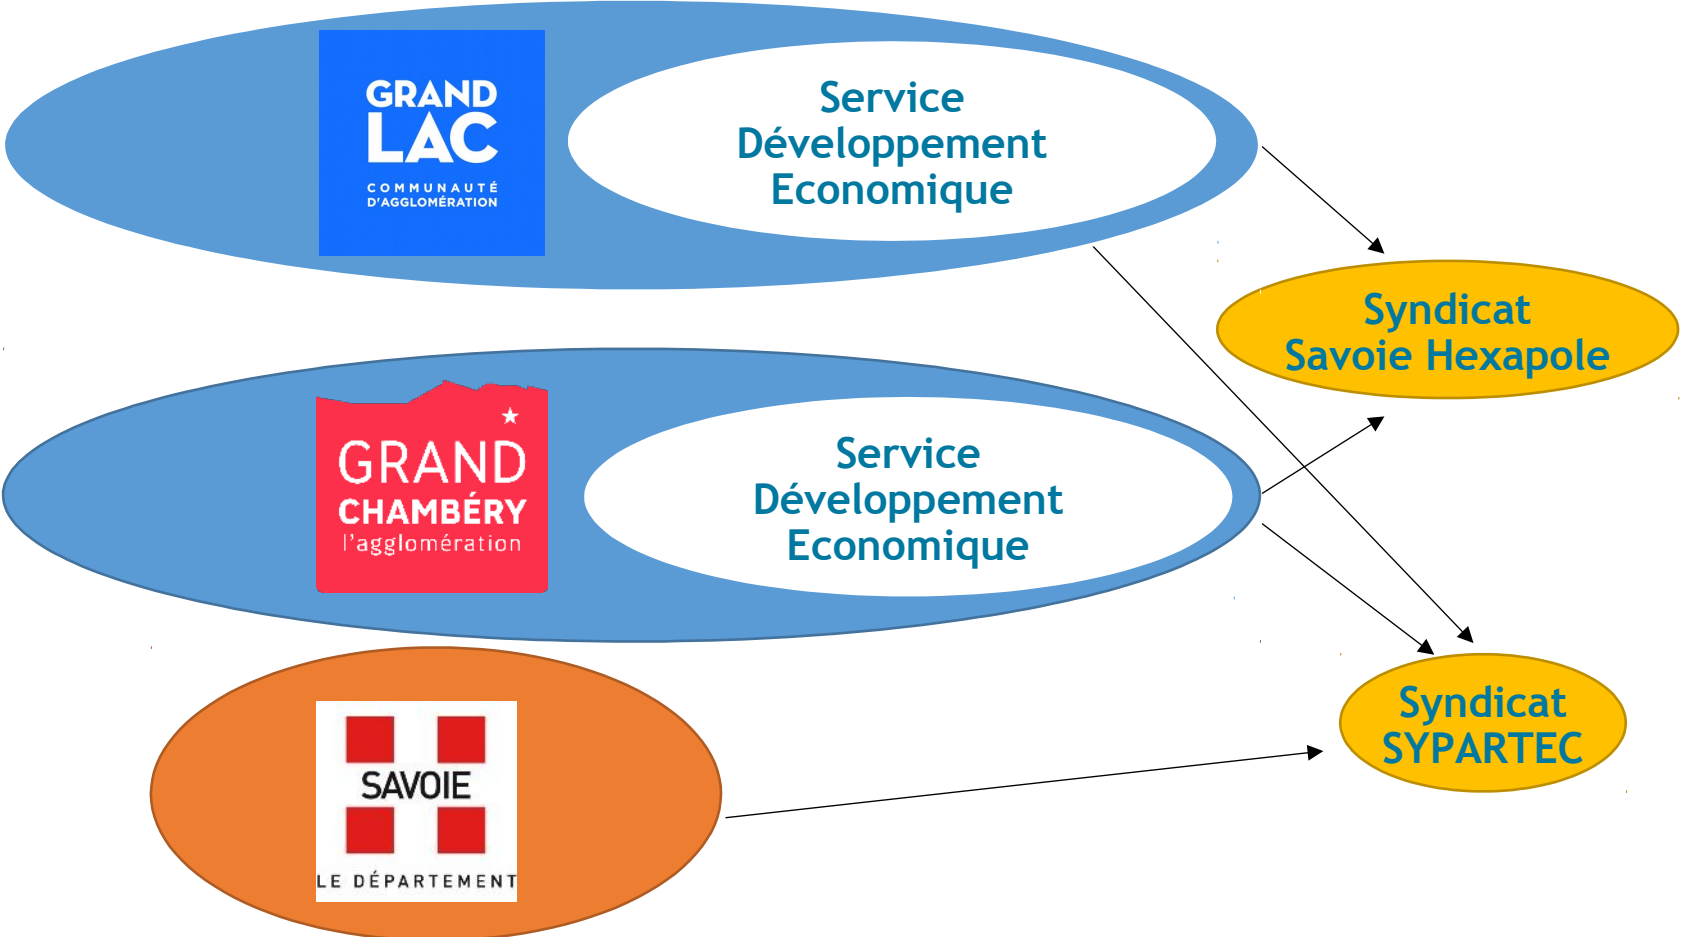 GRAND
LAC
COMMUNAUTÉ
D'AGGLOMÉRATION
Service
Développement
Economique
Syndicat
Savoie Hexapole
GRAND
CHAMBÉRY
l'agglomération
Service
Développement
Economique
Syndicat
SYPARTEC
SAVOIE
LE DÉPARTEMENT